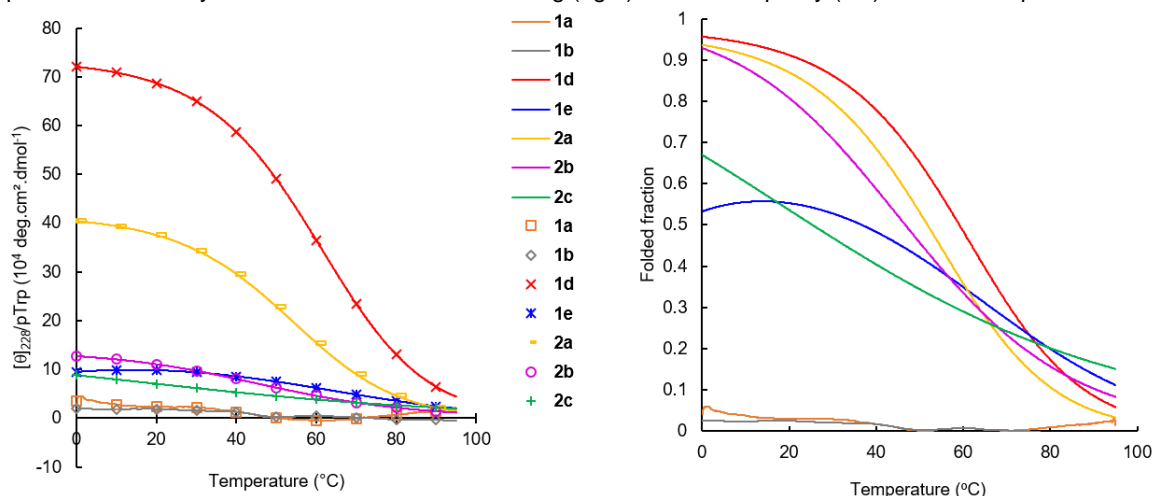 80
70
60
50
40
30
20
10
0
-10
0
20
40
60
80
100
[θ]₂₂₈/pTrp (10⁴ deg.cm².dmol⁻¹)
Temperature (°C)
1a
1b
1d
1e
2a
2b
2c
1a
1b
1d
1e
2a
2b
2c
1
0.9
0.8
0.7
0.6
0.5
0.4
0.3
0.2
0.1
0
0
20
40
60
80
100
Folded fraction
Temperature (ºC)